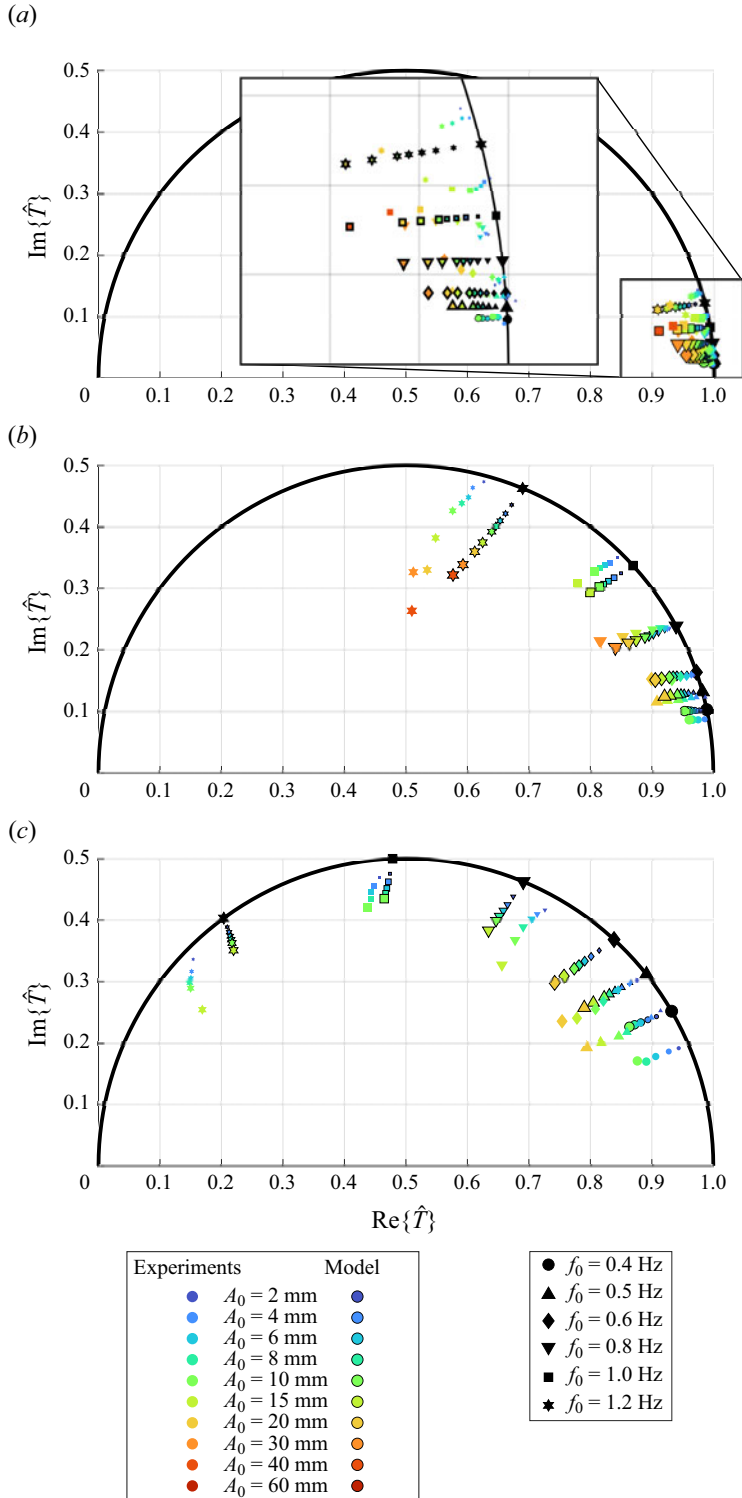 (a)
0.5
0.4
0.3
0.2
0.1
Im{T̂}
0 0.1 0.2 0.3 0.4 0.5 0.6 0.7 0.8 0.9 1.0
(b)
0.5
0.4
0.3
0.2
0.1
Im{T̂}
0 0.1 0.2 0.3 0.4 0.5 0.6 0.7 0.8 0.9 1.0
(c)
0.5
0.4
0.3
0.2
0.1
Im{T̂}
0 0.1 0.2 0.3 0.4 0.5 0.6 0.7 0.8 0.9 1.0
Re{T̂}
Experiments Model
A₀ = 2 mm
A₀ = 4 mm
A₀ = 6 mm
A₀ = 8 mm
A₀ = 10 mm
A₀ = 15 mm
A₀ = 20 mm
A₀ = 30 mm
A₀ = 40 mm
A₀ = 60 mm
f₀ = 0.4 Hz
f₀ = 0.5 Hz
f₀ = 0.6 Hz
f₀ = 0.8 Hz
f₀ = 1.0 Hz
f₀ = 1.2 Hz